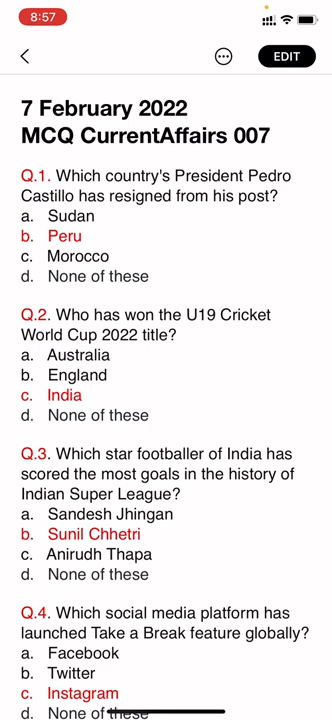 8:57
EDIT
7 February 2022
MCQ CurrentAffairs 007
Q.1. Which country's President Pedro
Castillo has resigned from his post?
a. Sudan
b. Peru
c. Morocco
d. None of these
Q.2. Who has won the U19 Cricket
World Cup 2022 title?
a. Australia
b. England
c. India
d. None of these
Q.3. Which star footballer of India has
scored the most goals in the history of
Indian Super League?
a. Sandesh Jhingan
b. Sunil Chhetri
c. Anirudh Thapa
d. None of these
Q.4. Which social media platform has
launched Take a Break feature globally?
a. Facebook
b. Twitter
c. Instagram
d. None of these